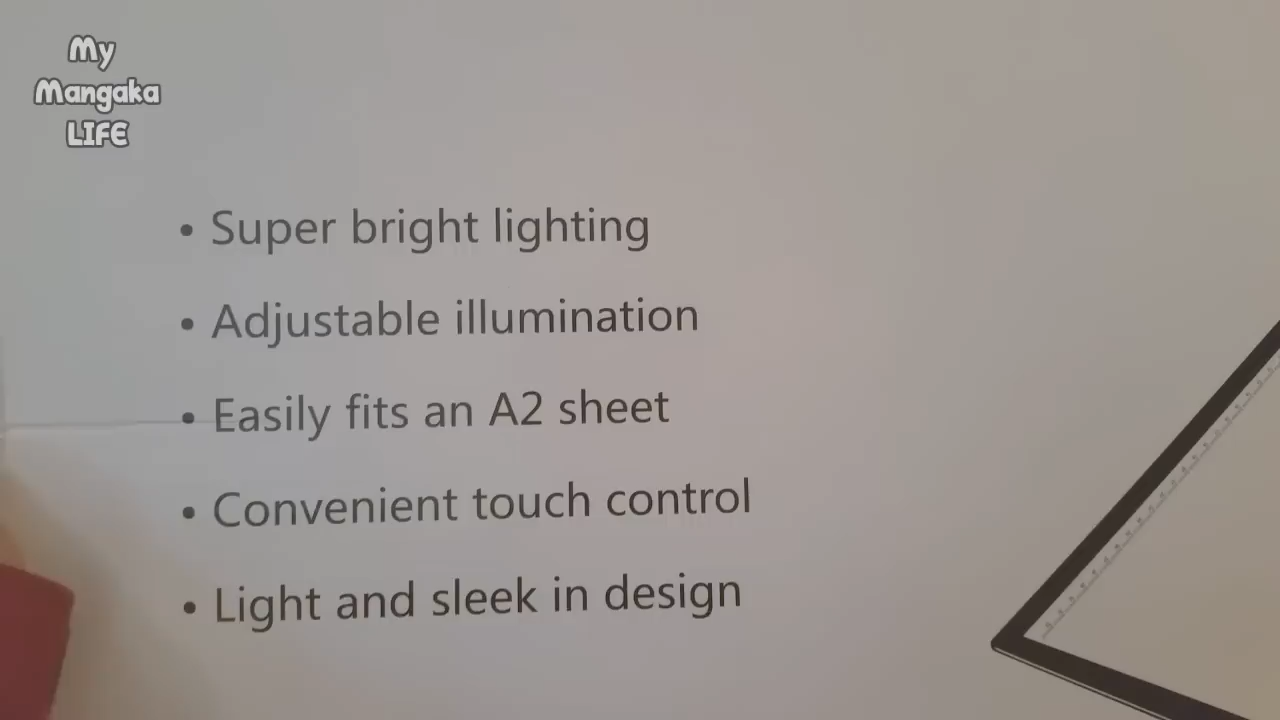 My
Mangaka
LIFE
• Super bright lighting
• Adjustable illumination
• Easily fits an A2 sheet
• Convenient touch control
• Light and sleek in design